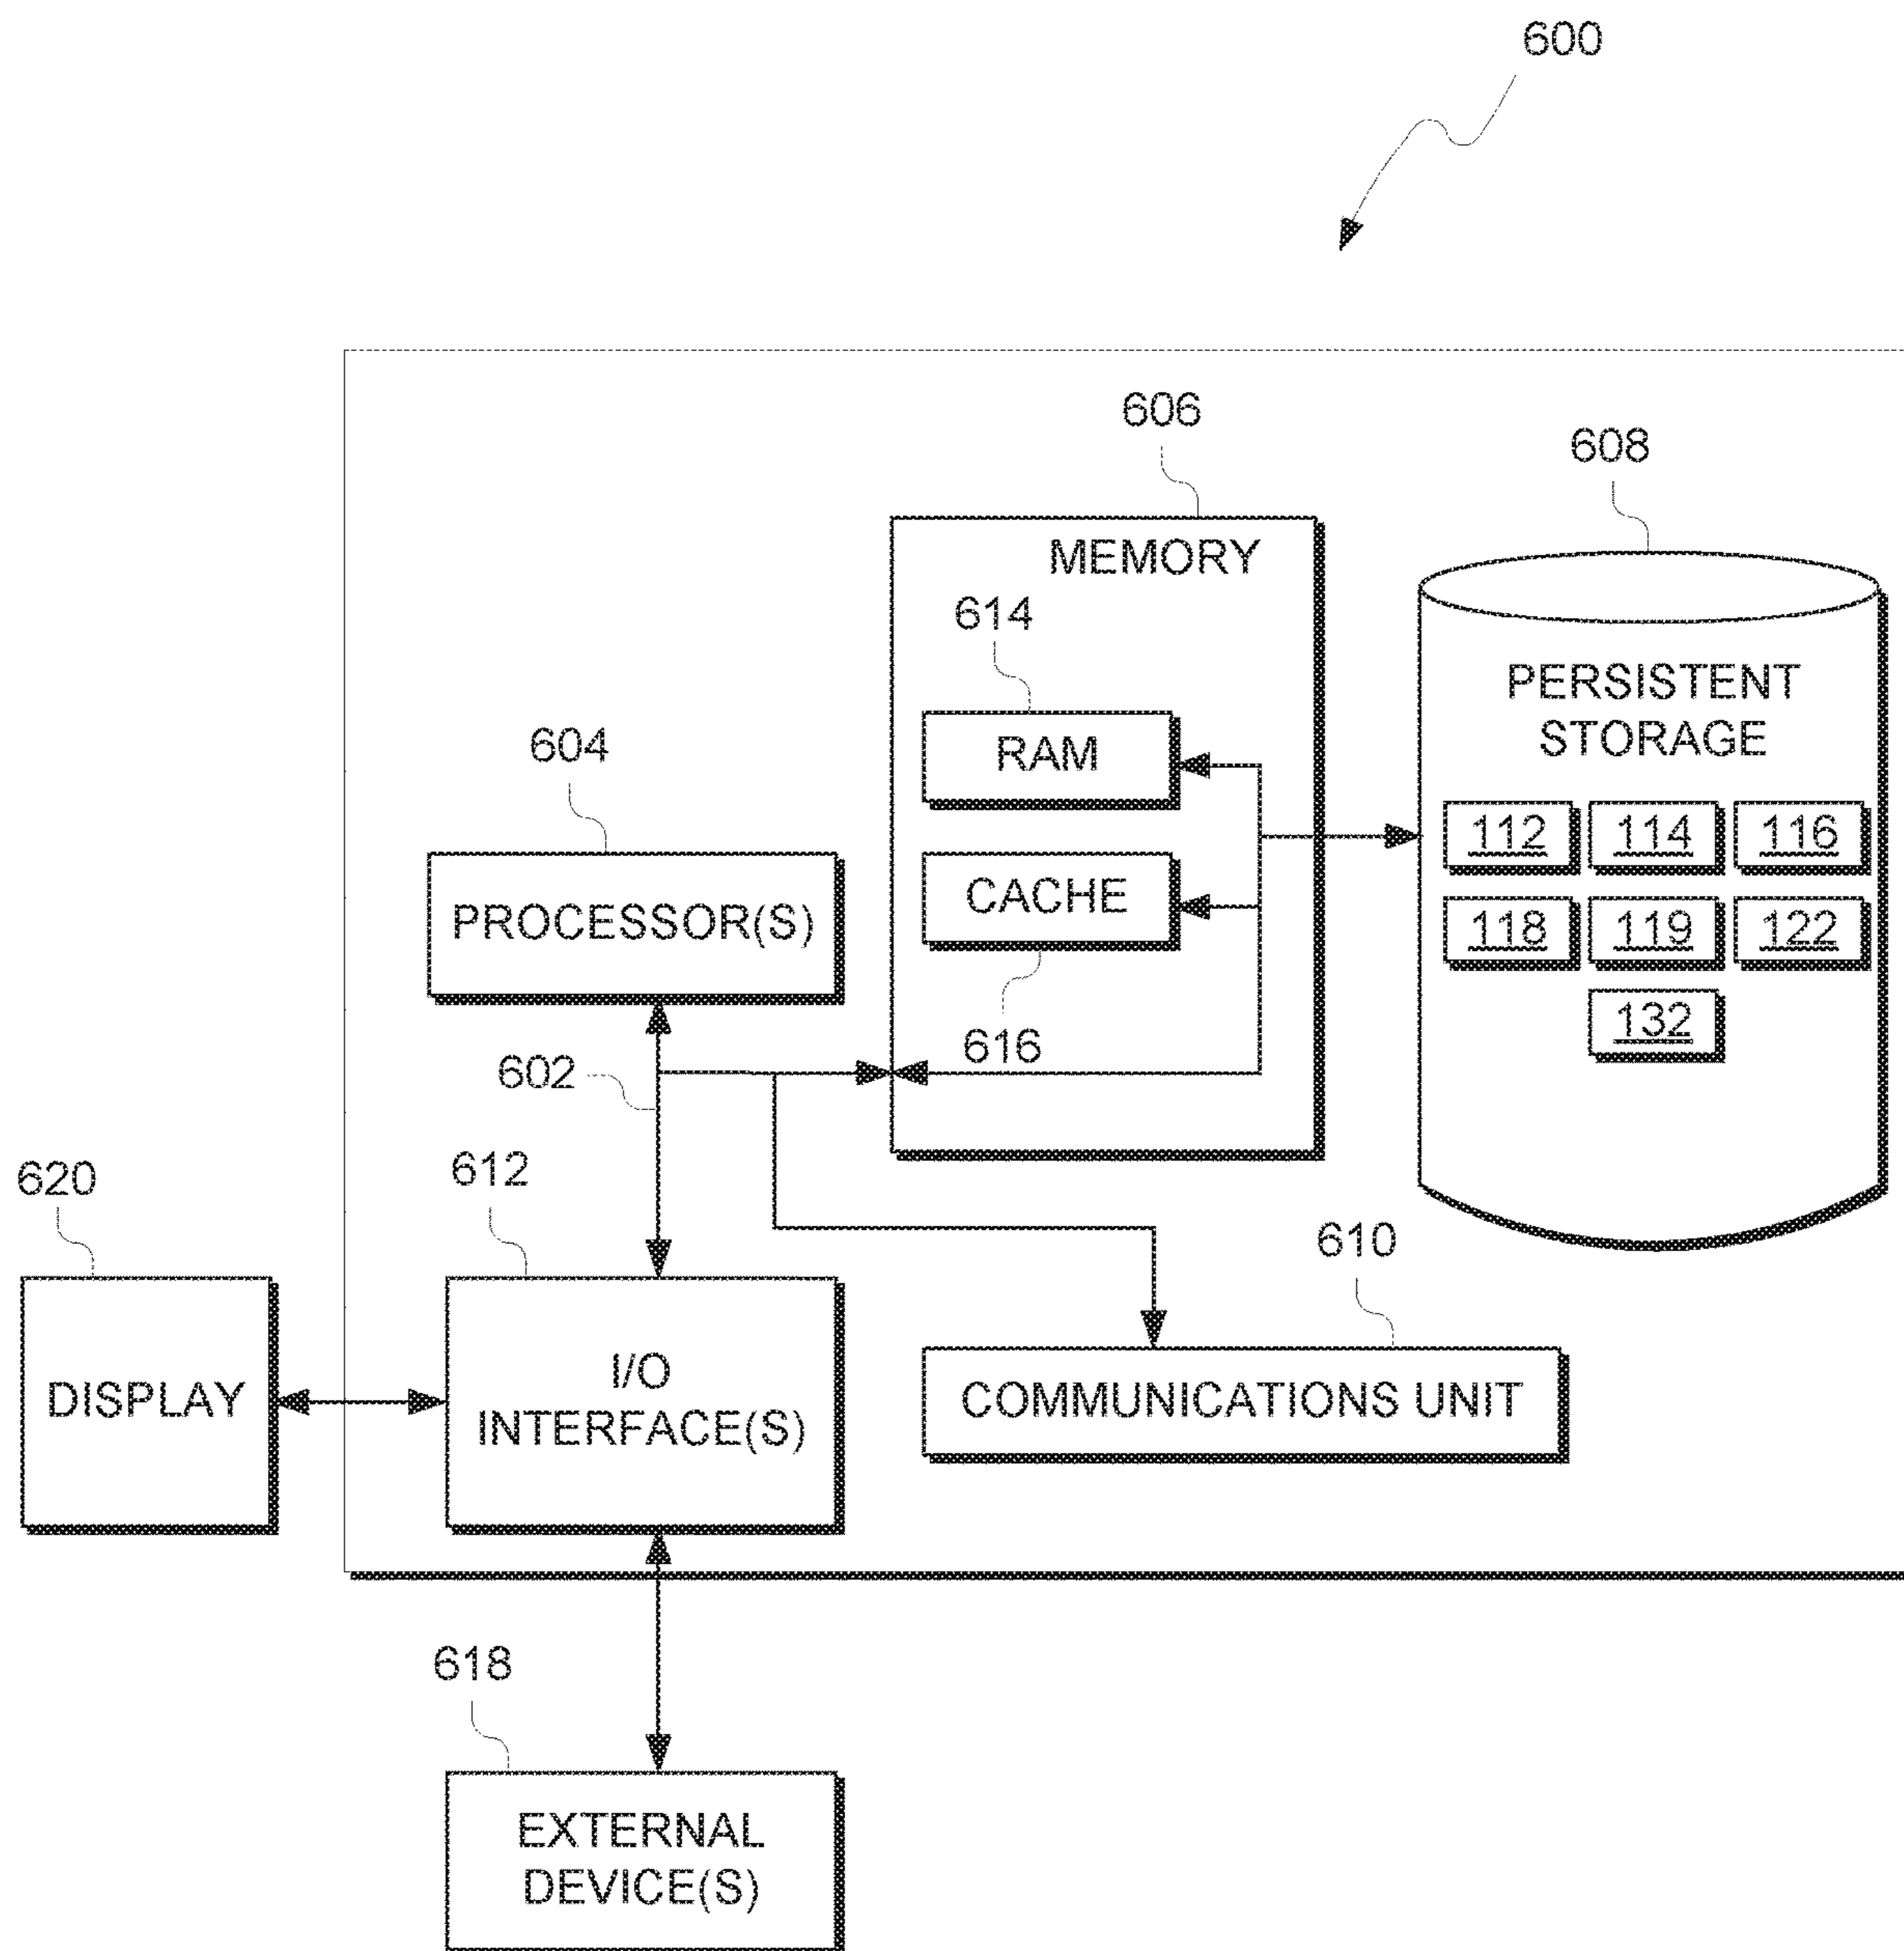 600
606
608
MEMORY
614
RAM
PERSISTENT
STORAGE
604
112
114
116
PROCESSOR(S)
CACHE
118
119
122
616
132
602
620
612
610
DISPLAY
I/O
INTERFACE(S)
COMMUNICATIONS UNIT
618
EXTERNAL
DEVICE(S)